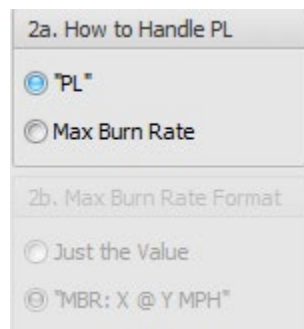 2a. How to Handle PL
"PL"
Max Burn Rate
2b. Max Burn Rate Format
Just the Value
"MBR: X @ Y MPH"